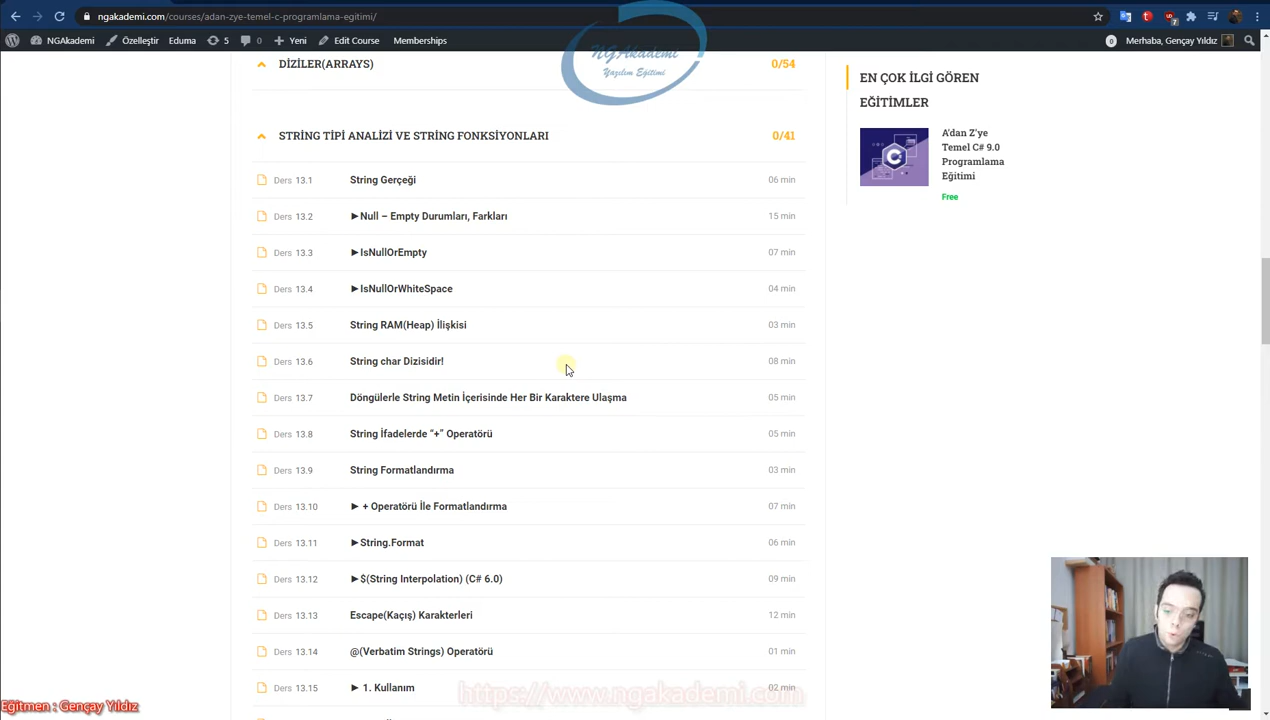 ngakademi.com/courses/adan-zye-temel-c-programlama-egitimi/
NGAkademi Özelleştir Eduma 5 0 Yeni Edit Course Memberships 0 Merhaba, Gençay Yıldız
NGAkademi
Yazılım Eğitimi
DİZİLER(ARRAYS) 0/54
STRİNG TİPİ ANALİZİ VE STRİNG FONKSİYONLARI 0/41
Ders 13.1 String Gerçeği 06 min
Ders 13.2 ►Null – Empty Durumları, Farkları 15 min
Ders 13.3 ►IsNullOrEmpty 07 min
Ders 13.4 ►IsNullOrWhiteSpace 04 min
Ders 13.5 String RAM(Heap) İlişkisi 03 min
Ders 13.6 String char Dizisidir! 08 min
Ders 13.7 Döngülerle String Metin İçerisinde Her Bir Karaktere Ulaşma 05 min
Ders 13.8 String İfadelerde “+” Operatörü 05 min
Ders 13.9 String Formatlandırma 03 min
Ders 13.10 ► + Operatörü İle Formatlandırma 07 min
Ders 13.11 ►String.Format 06 min
Ders 13.12 ►$(String Interpolation) (C# 6.0) 09 min
Ders 13.13 Escape(Kaçış) Karakterleri 12 min
Ders 13.14 @(Verbatim Strings) Operatörü 01 min
Ders 13.15 ► 1. Kullanım 02 min
EN ÇOK İLGİ GÖREN
EĞİTİMLER
A'dan Z'ye
Temel C# 9.0
Programlama
Eğitimi
Free
https://www.ngakademi.com
Eğitmen : Gençay Yıldız